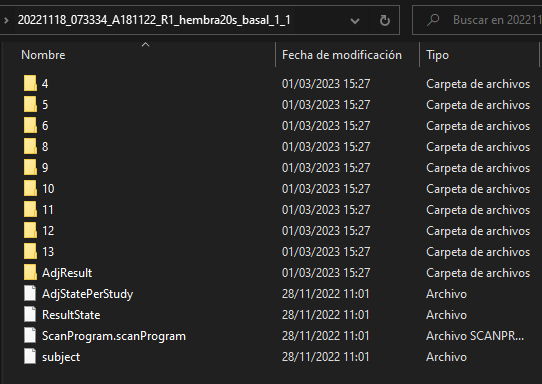 20221118_073334_A181122_R1_hembra20s_basal_1_1 Buscar en 202211
Nombre Fecha de modificación Tipo
4 01/03/2023 15:27 Carpeta de archivos
5 01/03/2023 15:27 Carpeta de archivos
6 01/03/2023 15:27 Carpeta de archivos
8 01/03/2023 15:27 Carpeta de archivos
9 01/03/2023 15:27 Carpeta de archivos
10 01/03/2023 15:27 Carpeta de archivos
11 01/03/2023 15:27 Carpeta de archivos
12 01/03/2023 15:27 Carpeta de archivos
13 01/03/2023 15:27 Carpeta de archivos
AdjResult 01/03/2023 15:27 Carpeta de archivos
AdjStatePerStudy 28/11/2022 11:01 Archivo
ResultState 28/11/2022 11:01 Archivo
ScanProgram.scanProgram 28/11/2022 11:01 Archivo SCANPR...
subject 28/11/2022 11:01 Archivo